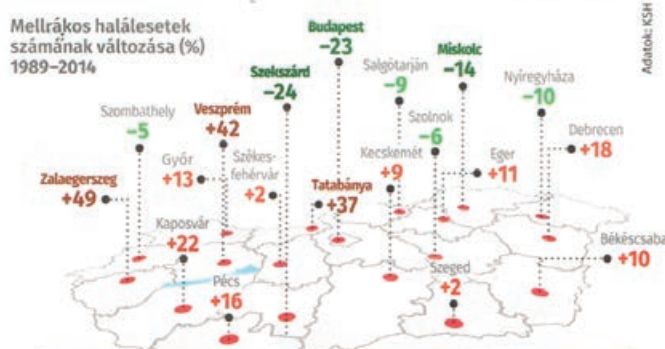 Mellrákos halálesetek
számának változása (%)
1989–2014
Adatok: KSH
Budapest
–23
Szekszárd
–24
Salgótarján
–9
Miskolc
–14
Nyíregyháza
–10
Szombathely
–5
Veszprém
+42
Győr
+13
Székes-
fehérvár
+2
Tatabánya
+37
Kecskemét
+9
Szolnok
–6
Eger
+11
Debrecen
+18
Zalaegerszeg
+49
Kaposvár
+22
Pécs
+16
Szeged
+2
Békéscsaba
+10